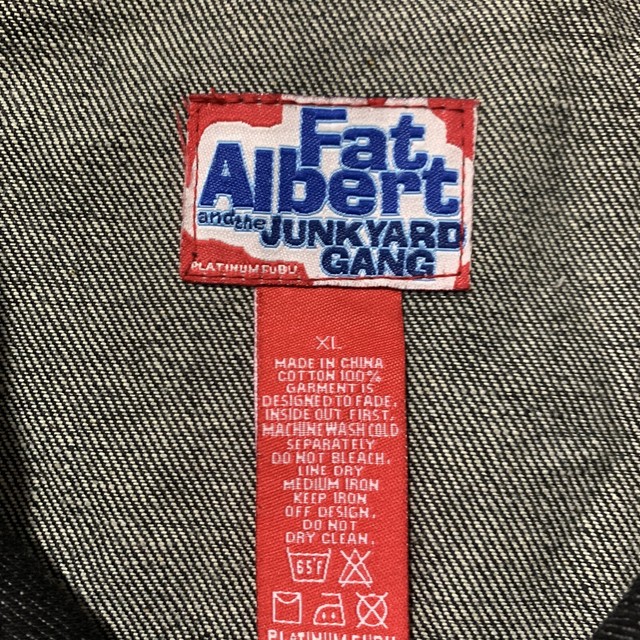 Fat
Albert
and the JUNKYARD
GANG
PLATINUM FUBU
XL
MADE IN CHINA
COTTON 100%
GARMENT IS
DESIGNED TO FADE.
INSIDE OUT FIRST,
MACHINE WASH COLD
SEPARATELY
DO NOT BLEACH.
LINE DRY
MEDIUM IRON
KEEP IRON
OFF DESIGN.
DO NOT
DRY CLEAN.
65°F
PLATINUM FUBU